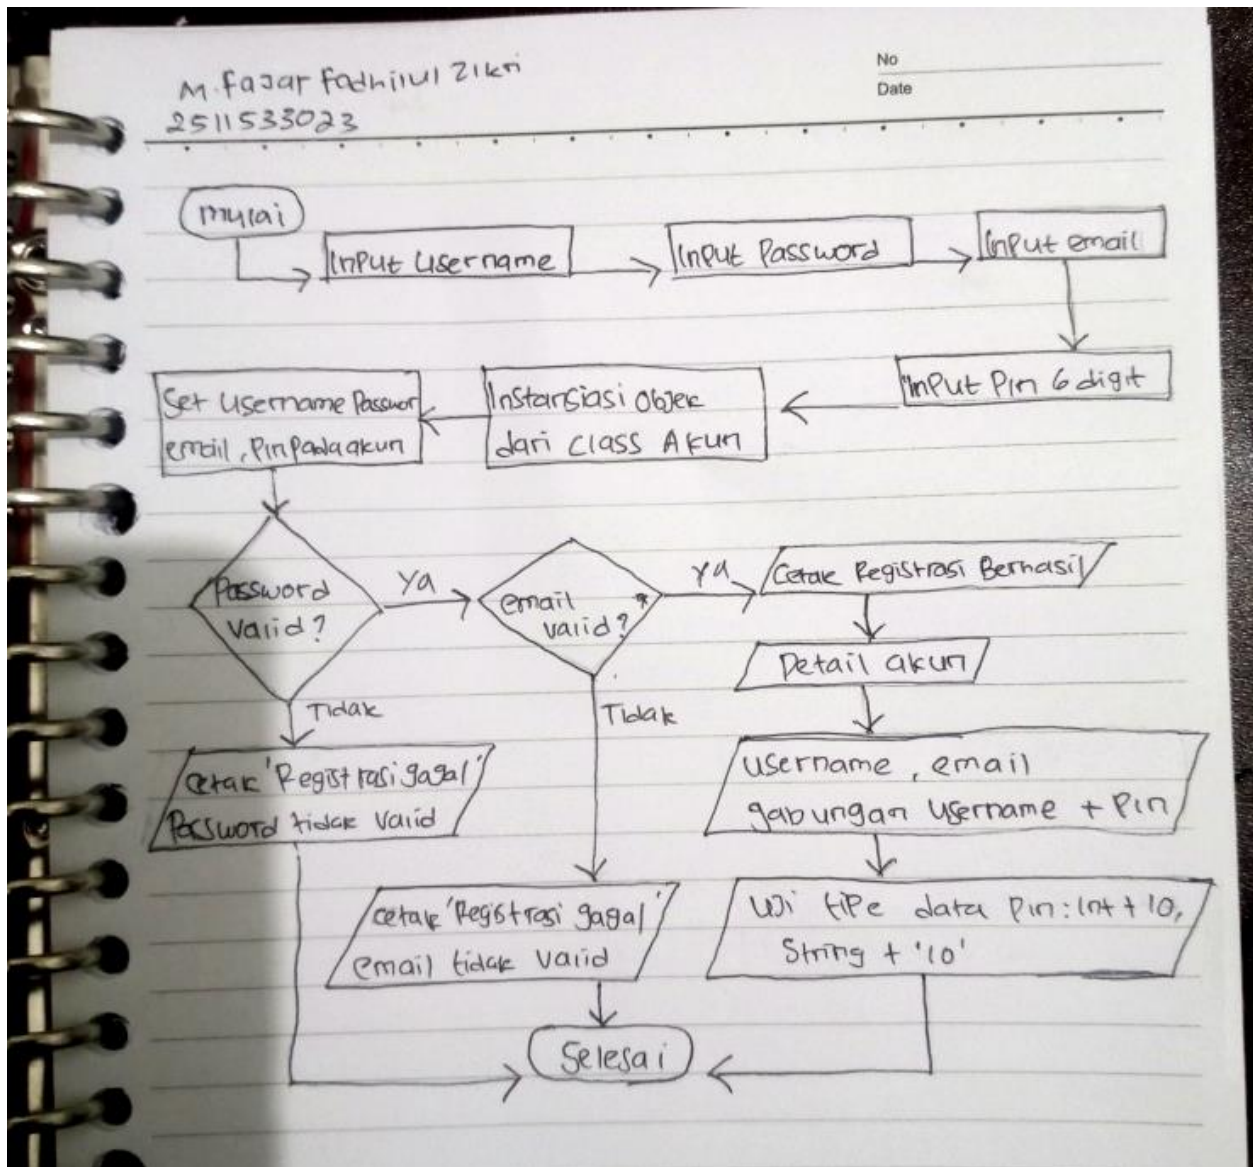 M. Fajar Fadhilul Zikri
2511533023
No
Date
mulai
Input Username
Input Password
Input email
Input Pin 6 digit
Instansiasi Objek
dari Class Akun
Set Username Passwor
email, Pin pada akun
Password
Valid?
Ya
email
valid?
Ya
Cetak Registrasi Berhasil
Detail akun
Tidak
Tidak
cetak 'Registrasi gagal'
Password tidak valid
username, email
gabungan Username + Pin
cetak 'Registrasi gagal'
email tidak valid
Uji tipe data Pin: Int + 10,
String + '10'
Selesai